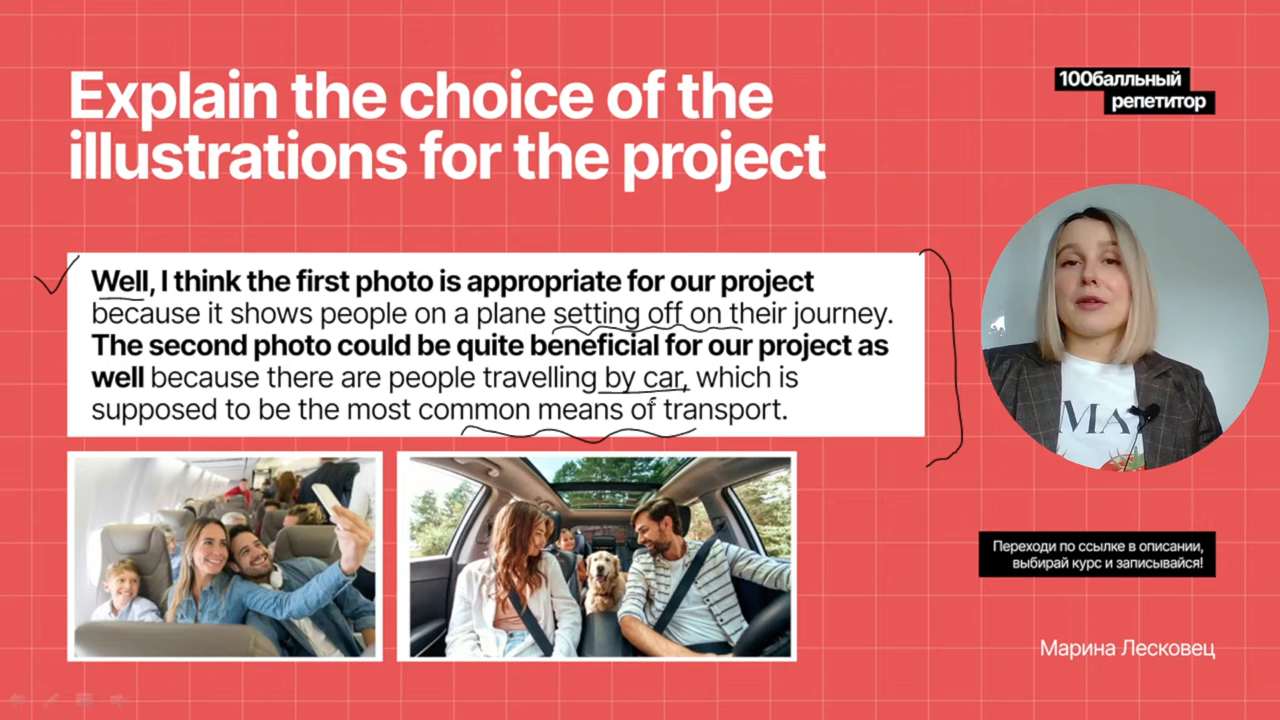 Explain the choice of the
illustrations for the project
100балльный
репетитор
Well, I think the first photo is appropriate for our project
because it shows people on a plane setting off on their journey.
The second photo could be quite beneficial for our project as
well because there are people travelling by car, which is
supposed to be the most common means of transport.
MA
Переходи по ссылке в описании,
выбирай курс и записывайся!
Марина Лесковец